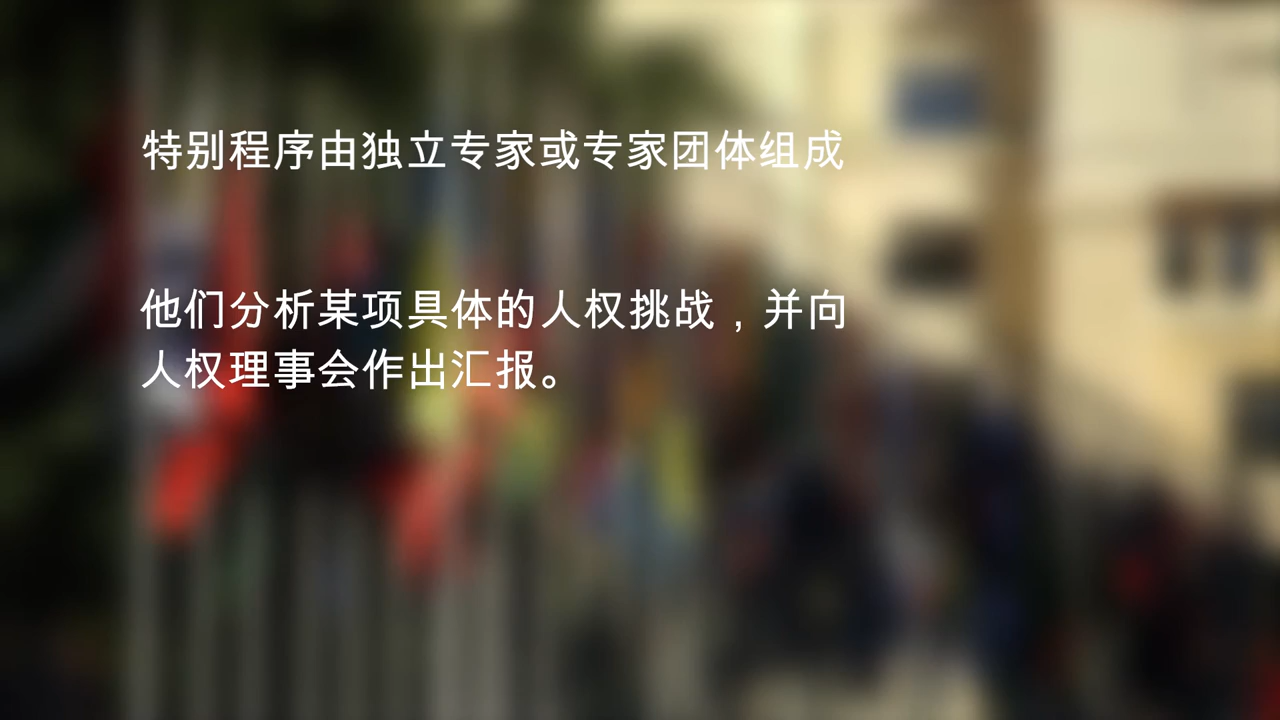 特别程序由独立专家或专家团体组成
他们分析某项具体的人权挑战，并向
人权理事会作出汇报。